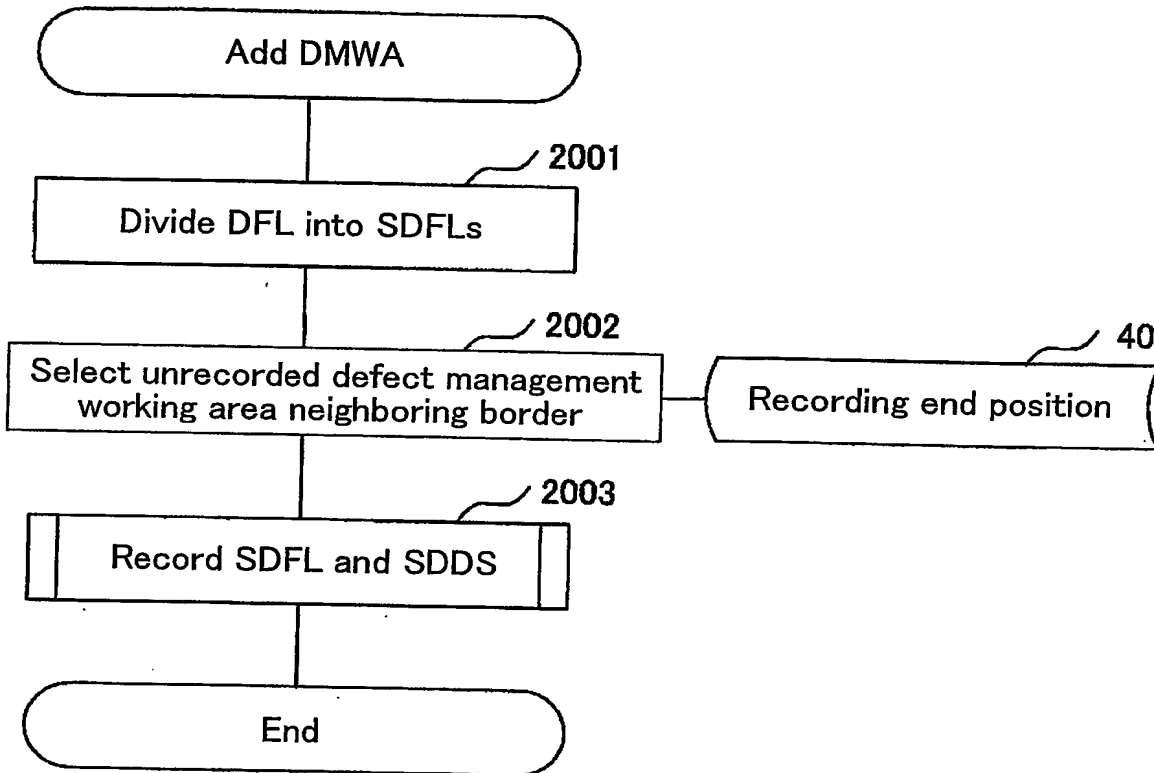 Add DMWA
2001
Divide DFL into SDFLs
2002
Select unrecorded defect management
working area neighboring border
40
Recording end position
2003
Record SDFL and SDDS
End